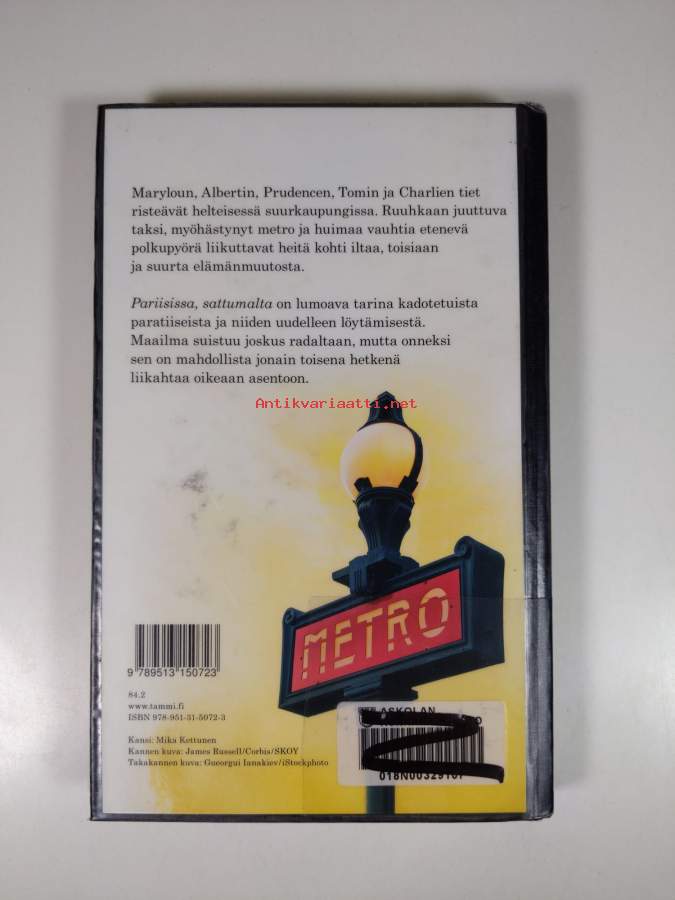 Maryloun, Albertin, Prudencen, Tomin ja Charlien tiet
risteävät helteisessä suurkaupungissa. Ruuhkaan juuttuva
taksi, myöhästynyt metro ja huimaa vauhtia etenevä
polkupyörä liikuttavat heitä kohti iltaa, toisiaan
ja suurta elämänmuutosta.
Pariisissa, sattumalta on lumoava tarina kadotetuista
paratiiseista ja niiden uudelleen löytämisestä.
Maailma suistuu joskus radaltaan, mutta onneksi
sen on mahdollista jonain toisena hetkenä
liikahtaa oikeaan asentoon.
Antikvariaatti.net
METRO
9 789513 150723
84.2
www.tammi.fi
ISBN 978-951-31-5072-3
Kansi: Mika Kettunen
Kannen kuva: James Russell/Corbis/SKOY
Takakannen kuva: Gueorgui Ianakiev/iStockphoto
ASKOLAN